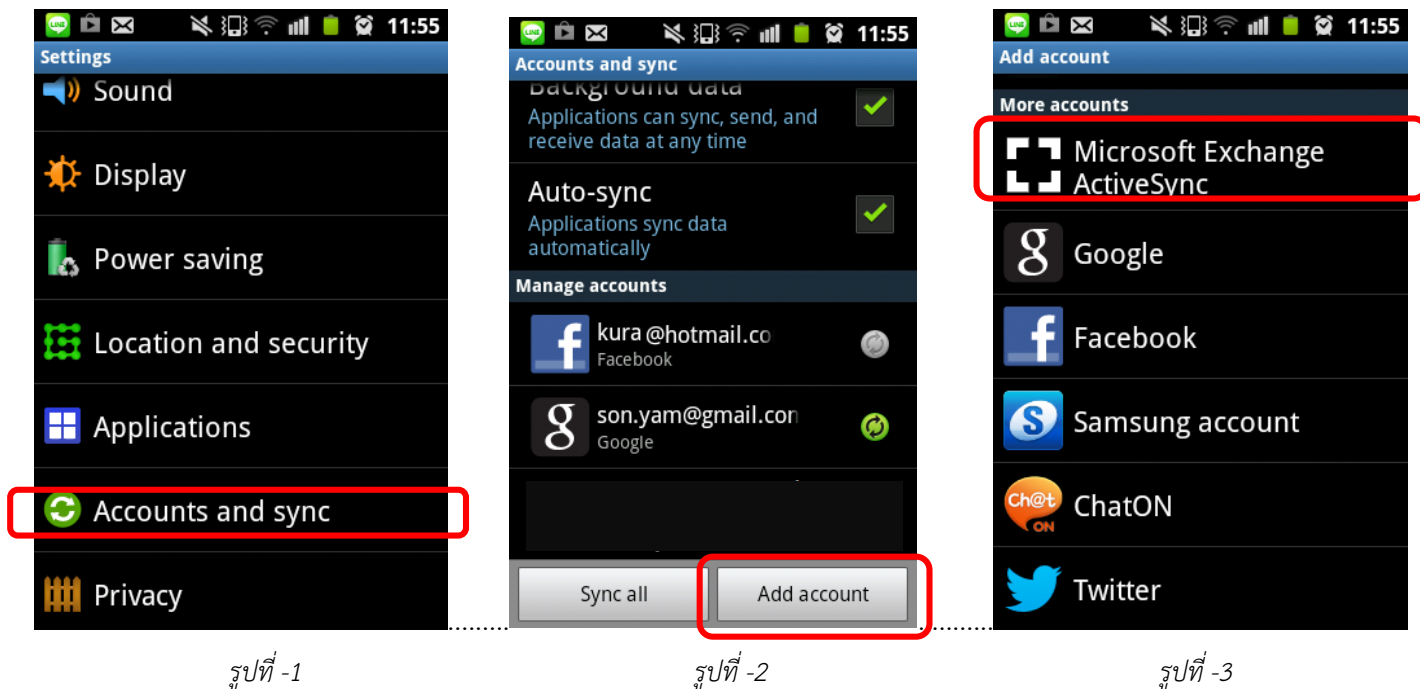 11:55
Settings
Sound
Display
Power saving
Location and security
Applications
Accounts and sync
Privacy
รูปที่ -1
LINE
11:55
Accounts and sync
Background data
Applications can sync, send, and
receive data at any time
Auto-sync
Applications sync data
automatically
Manage accounts
kura @hotmail.co
Facebook
son.yam@gmail.con
Google
Sync all
Add account
รูปที่ -2
LINE
11:55
Add account
More accounts
Microsoft Exchange
ActiveSync
Google
Facebook
Samsung account
Ch@t
ON
ChatON
Twitter
รูปที่ -3